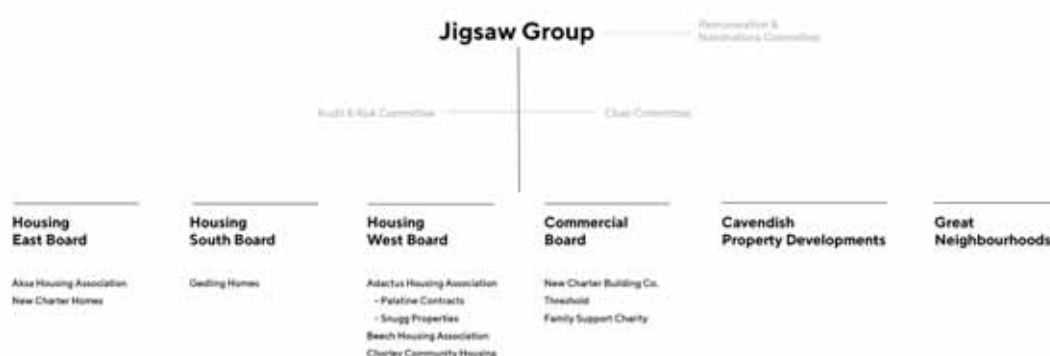 Jigsaw Group
Remuneration &
Nominations Committee
Audit & Risk Committee
Chair Committee
Housing
East Board
Aksa Housing Association
New Charter Homes
Housing
South Board
Gedling Homes
Housing
West Board
Adactus Housing Association
- Palatine Contracts
- Snugg Properties
Beech Housing Association
Chorley Community Housing
Commercial
Board
New Charter Building Co.
Threshold
Family Support Charity
Cavendish
Property Developments
Great
Neighbourhoods